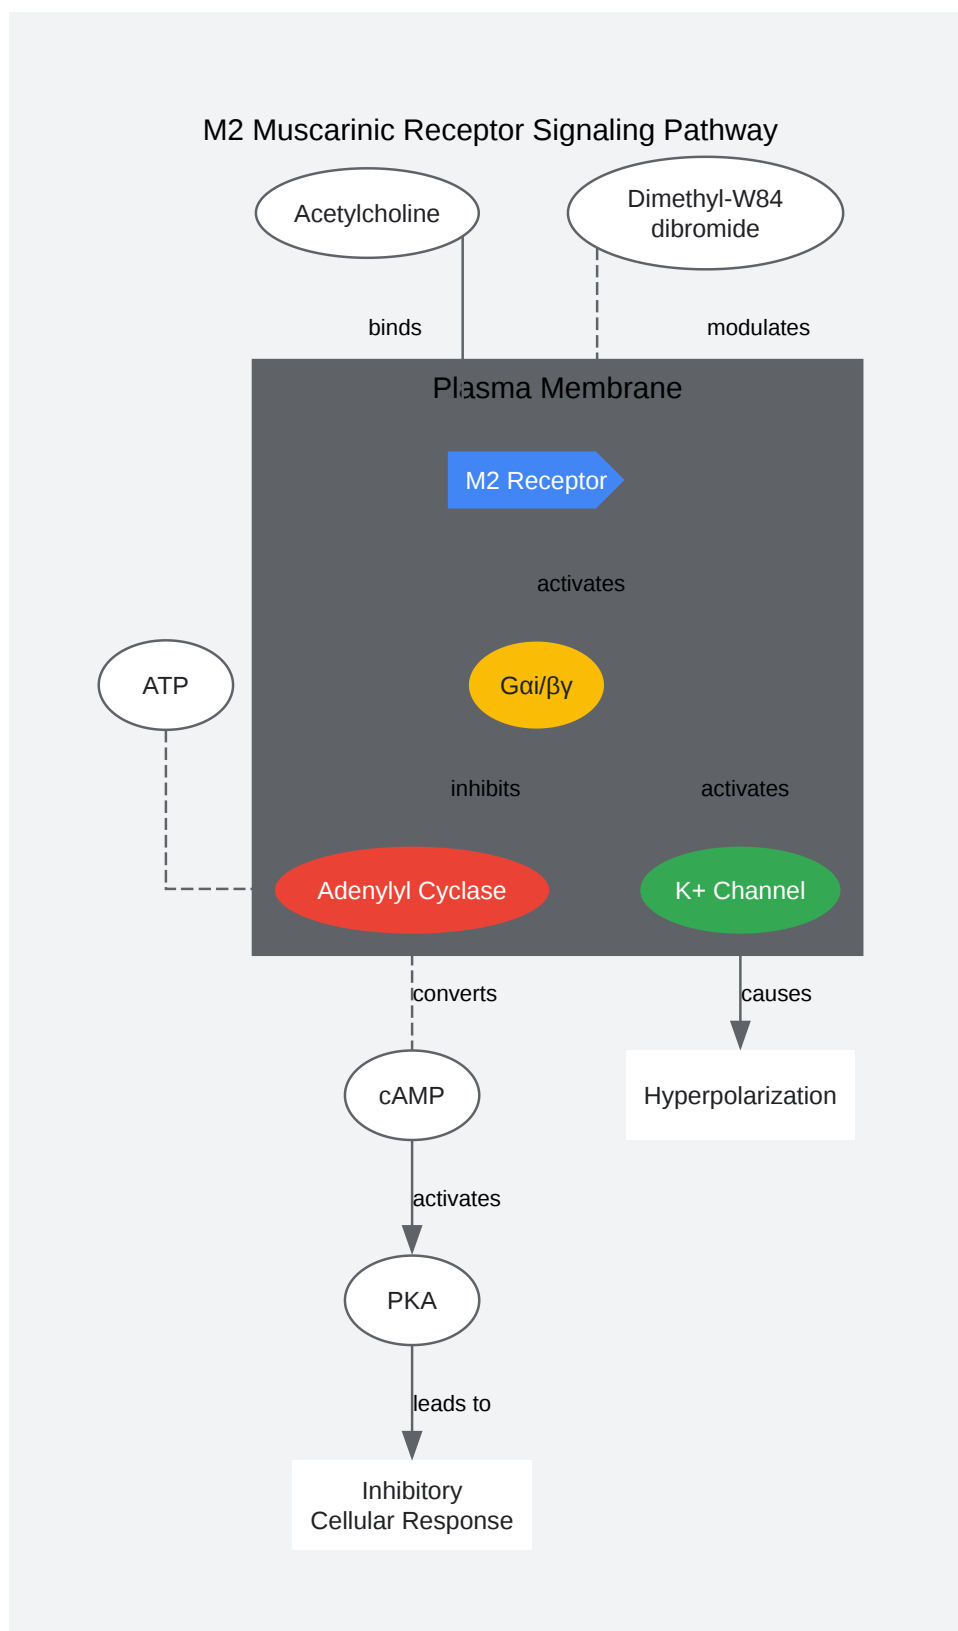 M2 Muscarinic Receptor Signaling Pathway
Acetylcholine
Dimethyl-W84
dibromide
binds
modulates
Plasma Membrane
M2 Receptor
activates
ATP
Gαi/βγ
inhibits
activates
Adenylyl Cyclase
K+ Channel
converts
causes
cAMP
Hyperpolarization
activates
PKA
leads to
Inhibitory
Cellular Response